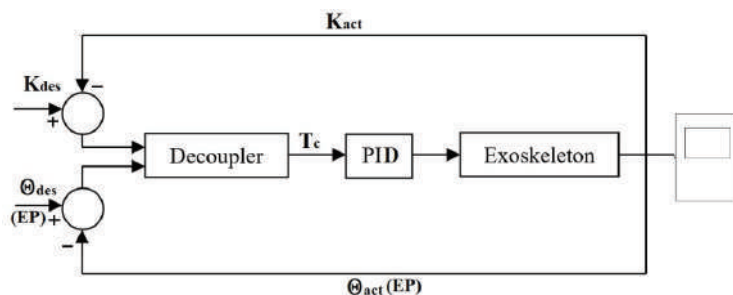 Kact
Kdes
−
+
Decoupler
Tc
PID
Exoskeleton
Θdes
(EP)
+
−
Θact (EP)